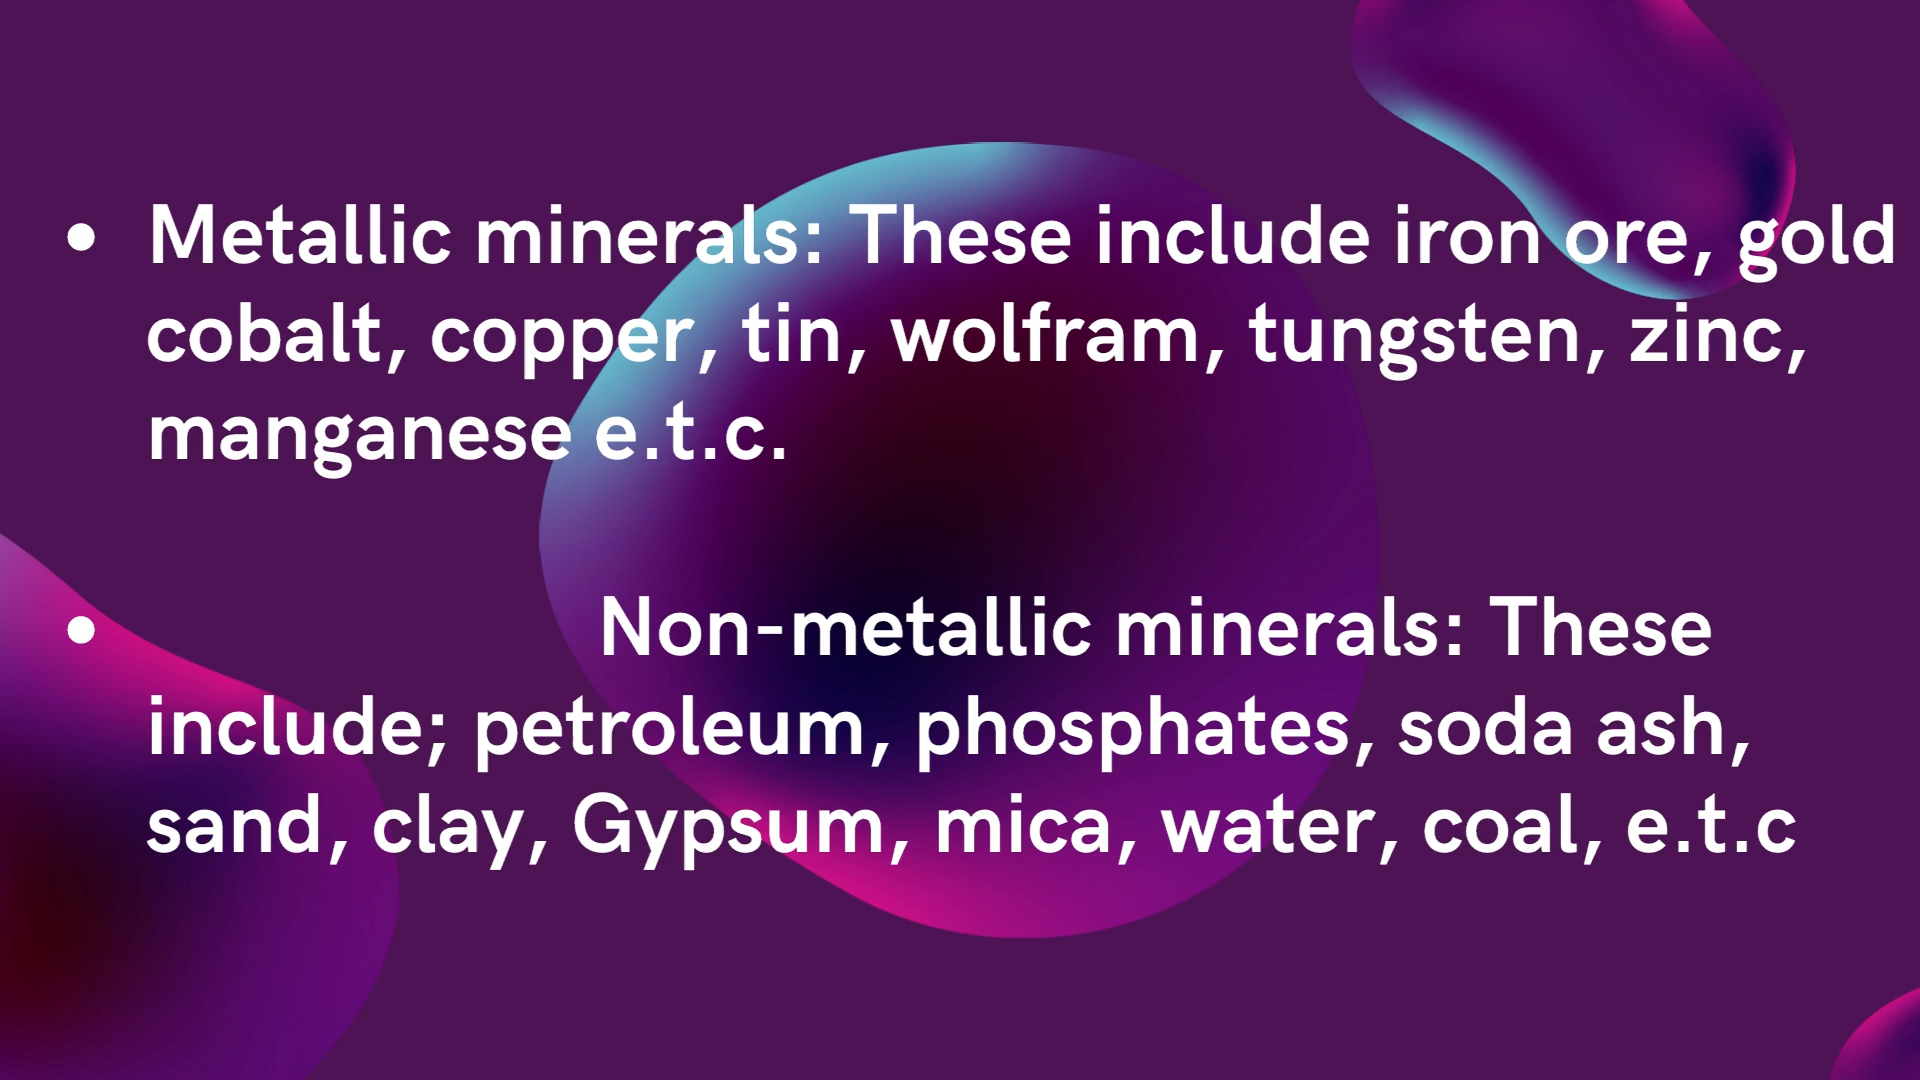 • Metallic minerals: These include iron ore, gold
cobalt, copper, tin, wolfram, tungsten, zinc,
manganese e.t.c.
• Non-metallic minerals: These
include; petroleum, phosphates, soda ash,
sand, clay, Gypsum, mica, water, coal, e.t.c